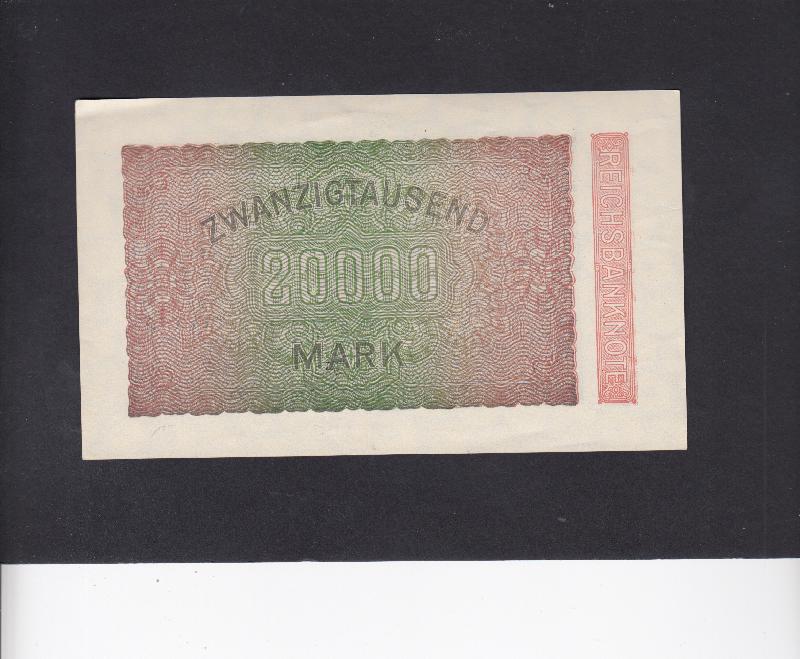 ZWANZIGTAUSEND
20000
MARK
REICHSBANKNOTE